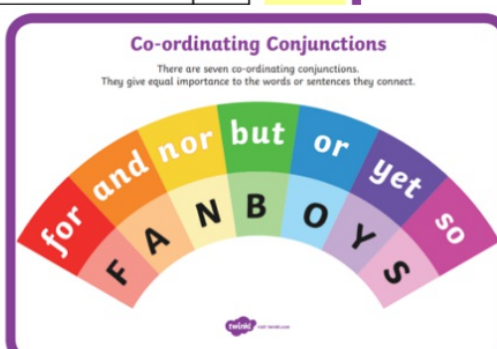 Co-ordinating Conjunctions
There are seven co-ordinating conjunctions.
They give equal importance to the words or sentences they connect.
for and nor but or yet so
F A N B O Y S
twinkl